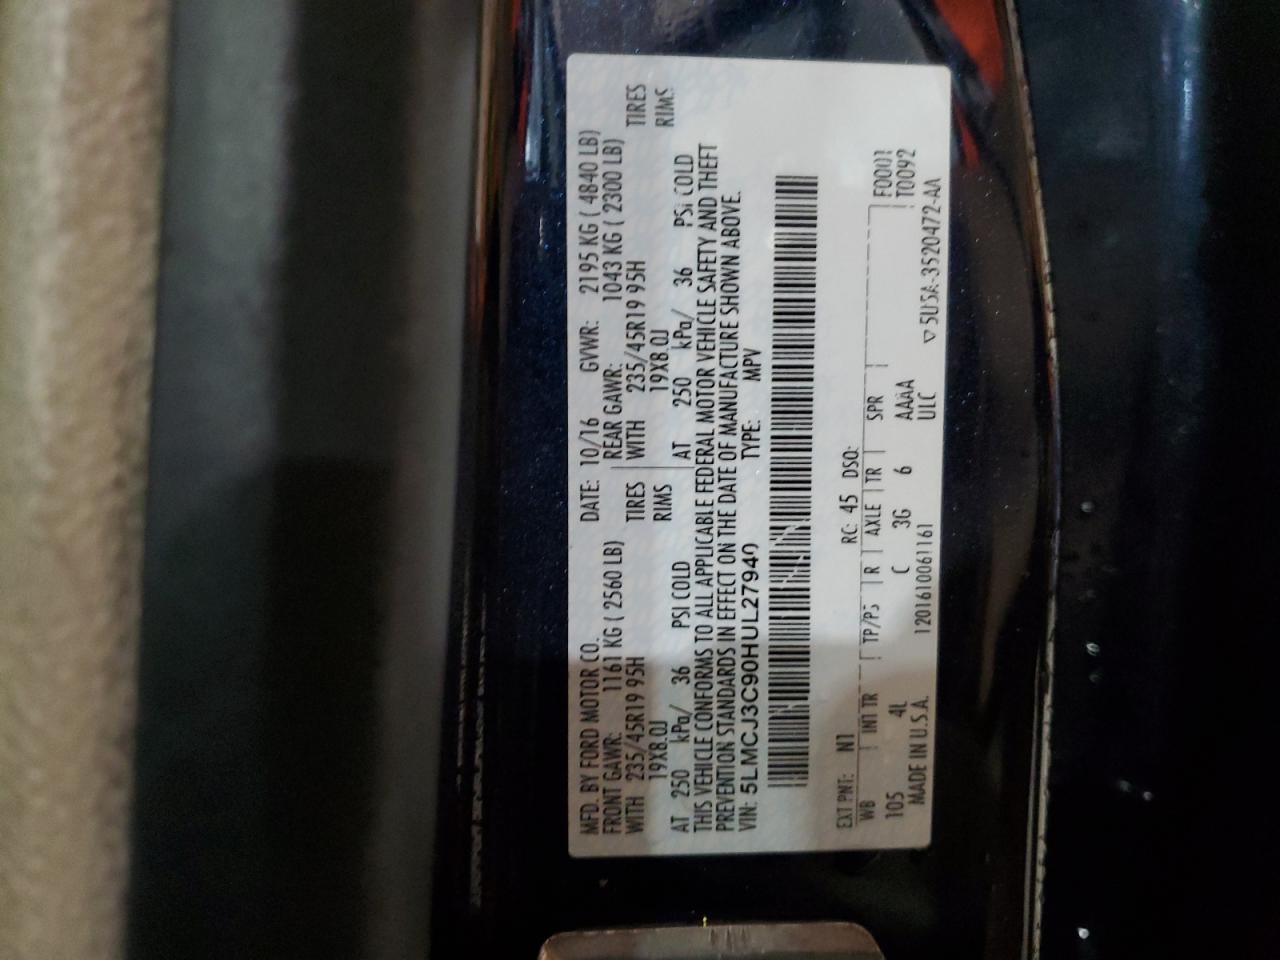 MFD. BY FORD MOTOR CO. DATE: 10/16 GVWR: 2195 KG ( 4840 LB)
FRONT GAWR: 1161 KG ( 2560 LB) REAR GAWR: 1043 KG ( 2300 LB)
WITH 235/45R19 95H TIRES WITH 235/45R19 95H TIRES
19X8.0J RIMS 19X8.0J RIMS
AT 250 kPa/ 36 PSI COLD AT 250 kPa/ 36 PSI COLD
THIS VEHICLE CONFORMS TO ALL APPLICABLE FEDERAL MOTOR VEHICLE SAFETY AND THEFT
PREVENTION STANDARDS IN EFFECT ON THE DATE OF MANUFACTURE SHOWN ABOVE.
VIN: 5LMCJ3C90HUL27940 TYPE: MPV
EXT PNT: N1 RC: 45 DSO:
WB INT TR TP/PS R AXLE TR SPR F0001
105 4L C 3G 6 AAAA T0092
MADE IN U.S.A. 1201610061161 ULC ▽5U5A-3520472-AA